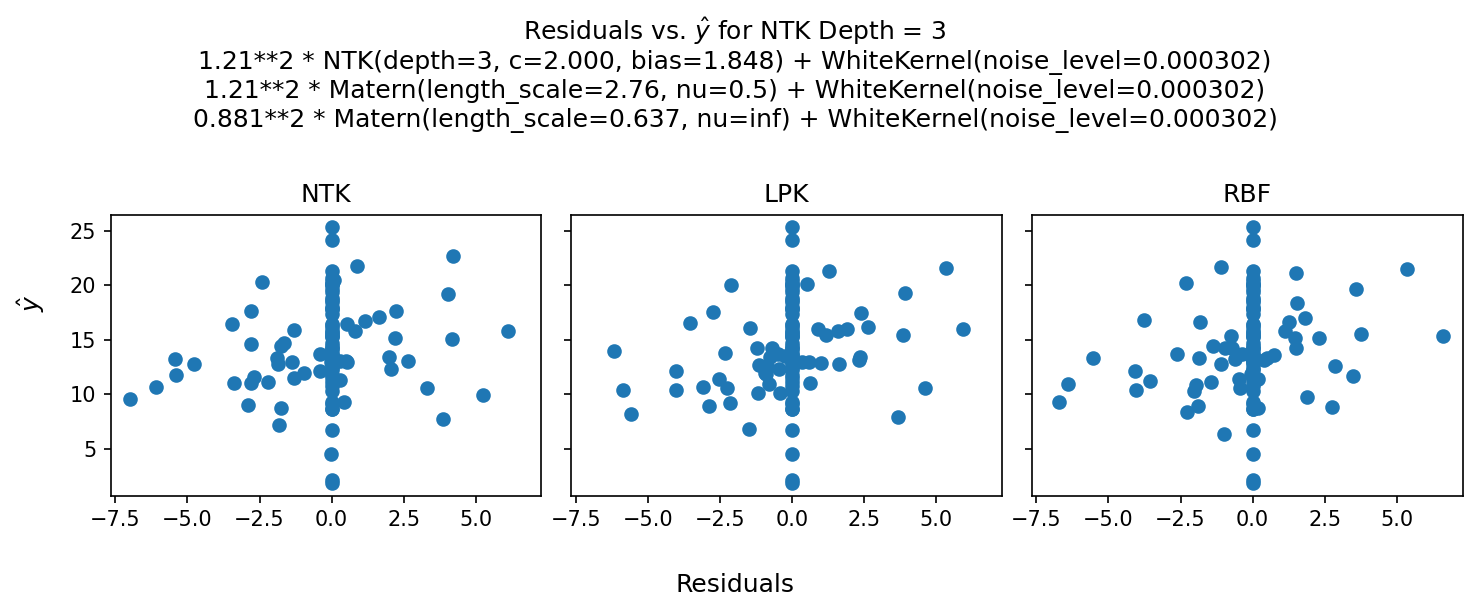 Residuals vs. ŷ for NTK Depth = 3
1.21**2 * NTK(depth=3, c=2.000, bias=1.848) + WhiteKernel(noise_level=0.000302)
1.21**2 * Matern(length_scale=2.76, nu=0.5) + WhiteKernel(noise_level=0.000302)
0.881**2 * Matern(length_scale=0.637, nu=inf) + WhiteKernel(noise_level=0.000302)
NTK LPK RBF
25
20
15
10
5
ŷ
−7.5 −5.0 −2.5 0.0 2.5 5.0 −7.5 −5.0 −2.5 0.0 2.5 5.0 −7.5 −5.0 −2.5 0.0 2.5 5.0
Residuals